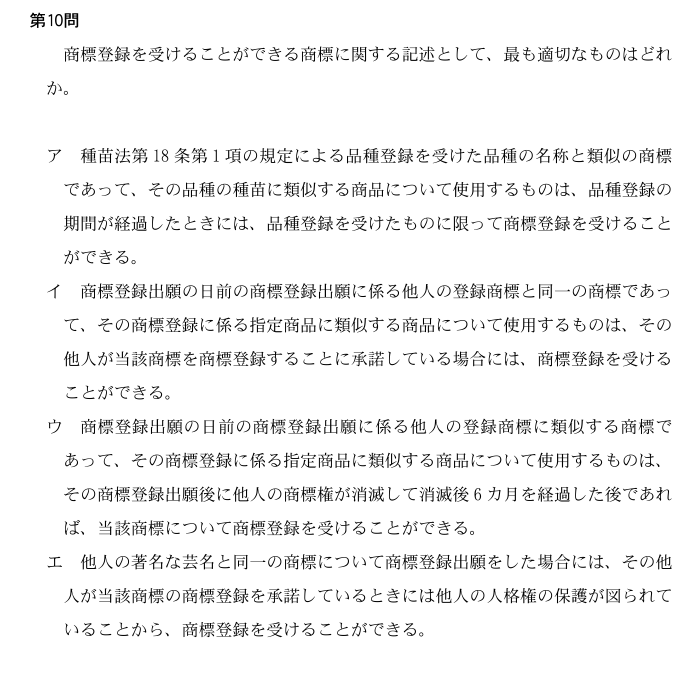 第10問
商標登録を受けることができる商標に関する記述として、最も適切なものはどれ
か。
ア　種苗法第 18 条第 1 項の規定による品種登録を受けた品種の名称と類似の商標
であって、その品種の種苗に類似する商品について使用するものは、品種登録の
期間が経過したときには、品種登録を受けたものに限って商標登録を受けること
ができる。
イ　商標登録出願の日前の商標登録出願に係る他人の登録商標と同一の商標であっ
て、その商標登録に係る指定商品に類似する商品について使用するものは、その
他人が当該商標を商標登録することに承諾している場合には、商標登録を受ける
ことができる。
ウ　商標登録出願の日前の商標登録出願に係る他人の登録商標に類似する商標で
あって、その商標登録に係る指定商品に類似する商品について使用するものは、
その商標登録出願後に他人の商標権が消滅して消滅後 6 カ月を経過した後であれ
ば、当該商標について商標登録を受けることができる。
エ　他人の著名な芸名と同一の商標について商標登録出願をした場合には、その他
人が当該商標の商標登録を承諾しているときには他人の人格権の保護が図られて
いることから、商標登録を受けることができる。